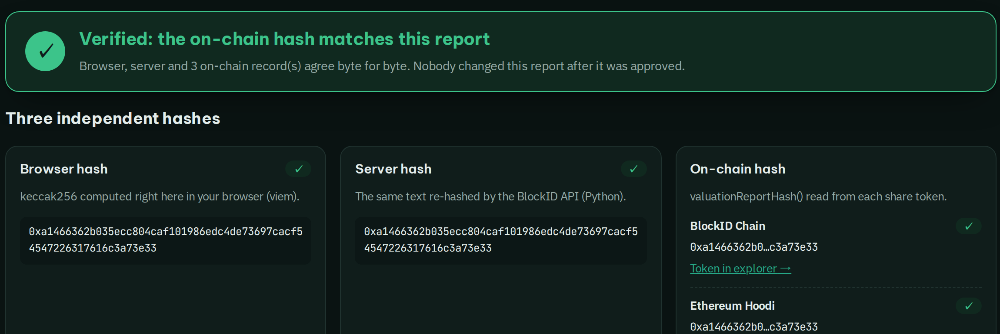 ✓
Verified: the on-chain hash matches this report
Browser, server and 3 on-chain record(s) agree byte for byte. Nobody changed this report after it was approved.
Three independent hashes
Browser hash ✓
keccak256 computed right here in your browser (viem).
0xa1466362b035ecc804caf101986edc4de73697cacf5
4547226317616c3a73e33
Server hash ✓
The same text re-hashed by the BlockID API (Python).
0xa1466362b035ecc804caf101986edc4de73697cacf5
4547226317616c3a73e33
On-chain hash
valuationReportHash() read from each share token.
BlockID Chain ✓
0xa1466362b0…c3a73e33
Token in explorer →
Ethereum Hoodi ✓
0xa1466362b0…c3a73e33